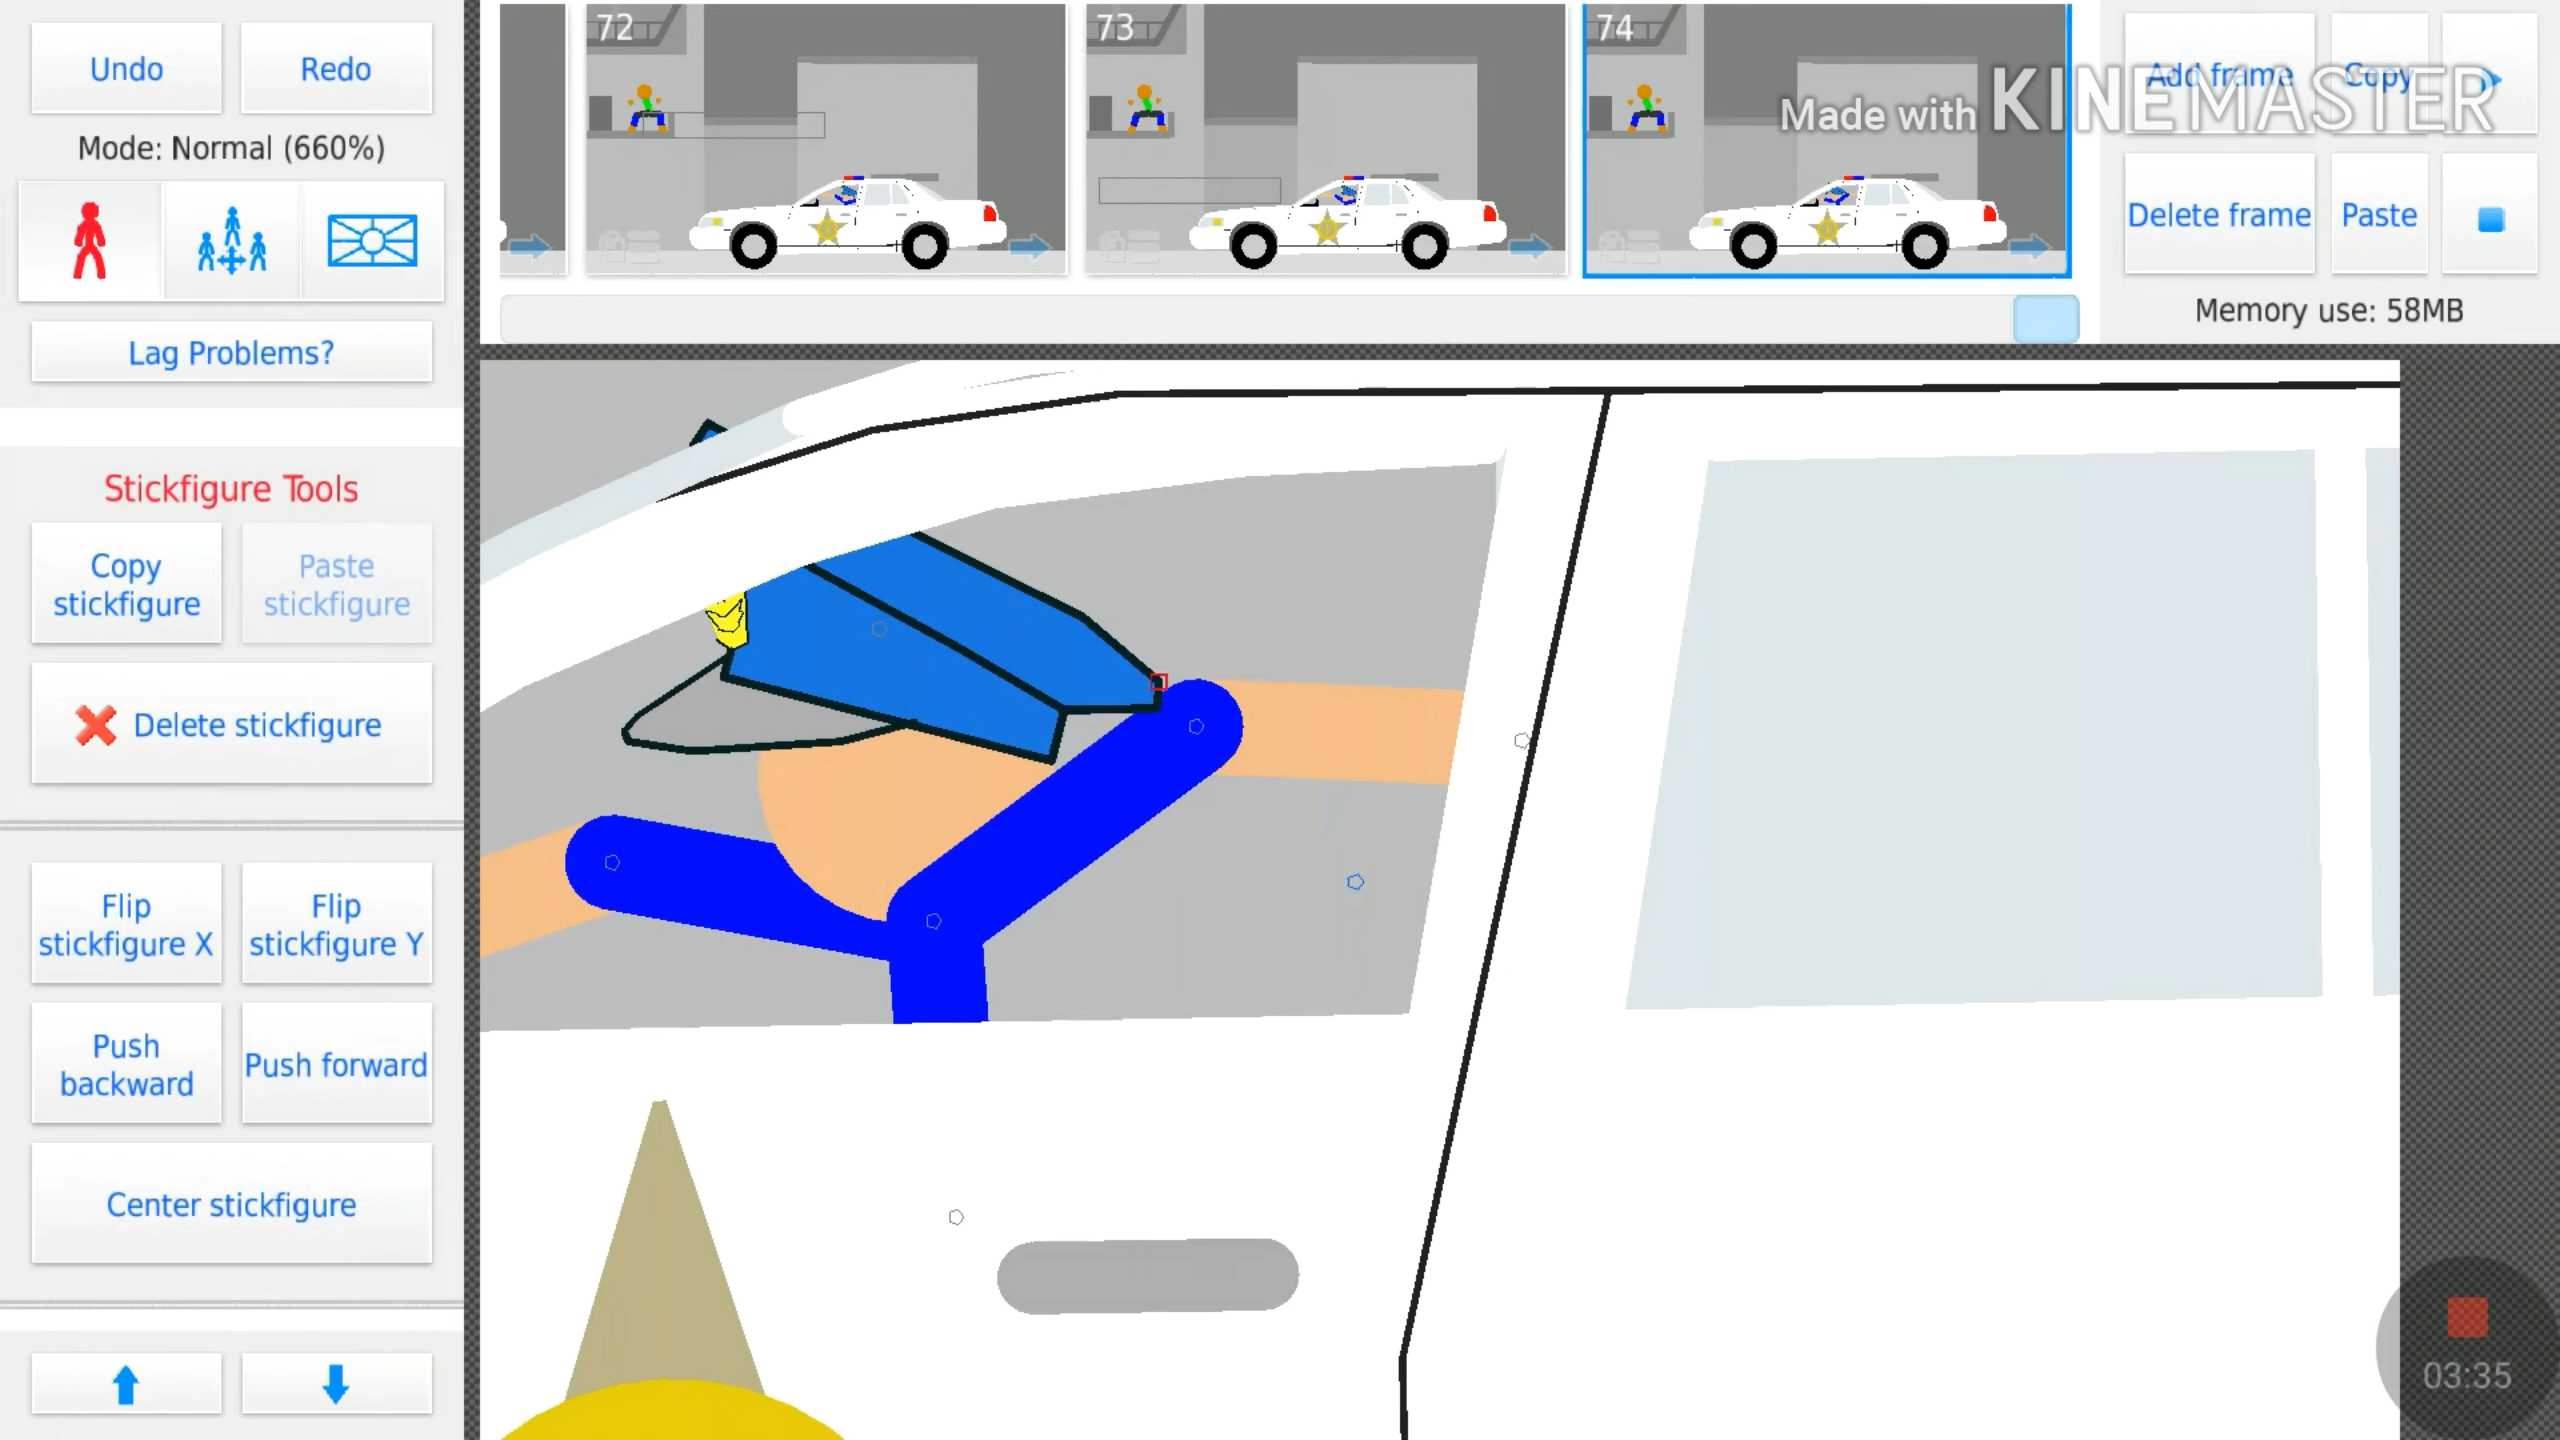 Undo
Redo
Mode: Normal (660%)
Lag Problems?
Stickfigure Tools
Copy
stickfigure
Paste
stickfigure
Delete stickfigure
Flip
stickfigure X
Flip
stickfigure Y
Push
backward
Push forward
Center stickfigure
72
73
74
Add frame
Copy
Made with KINEMASTER
Delete frame
Paste
Memory use: 58MB
03:35